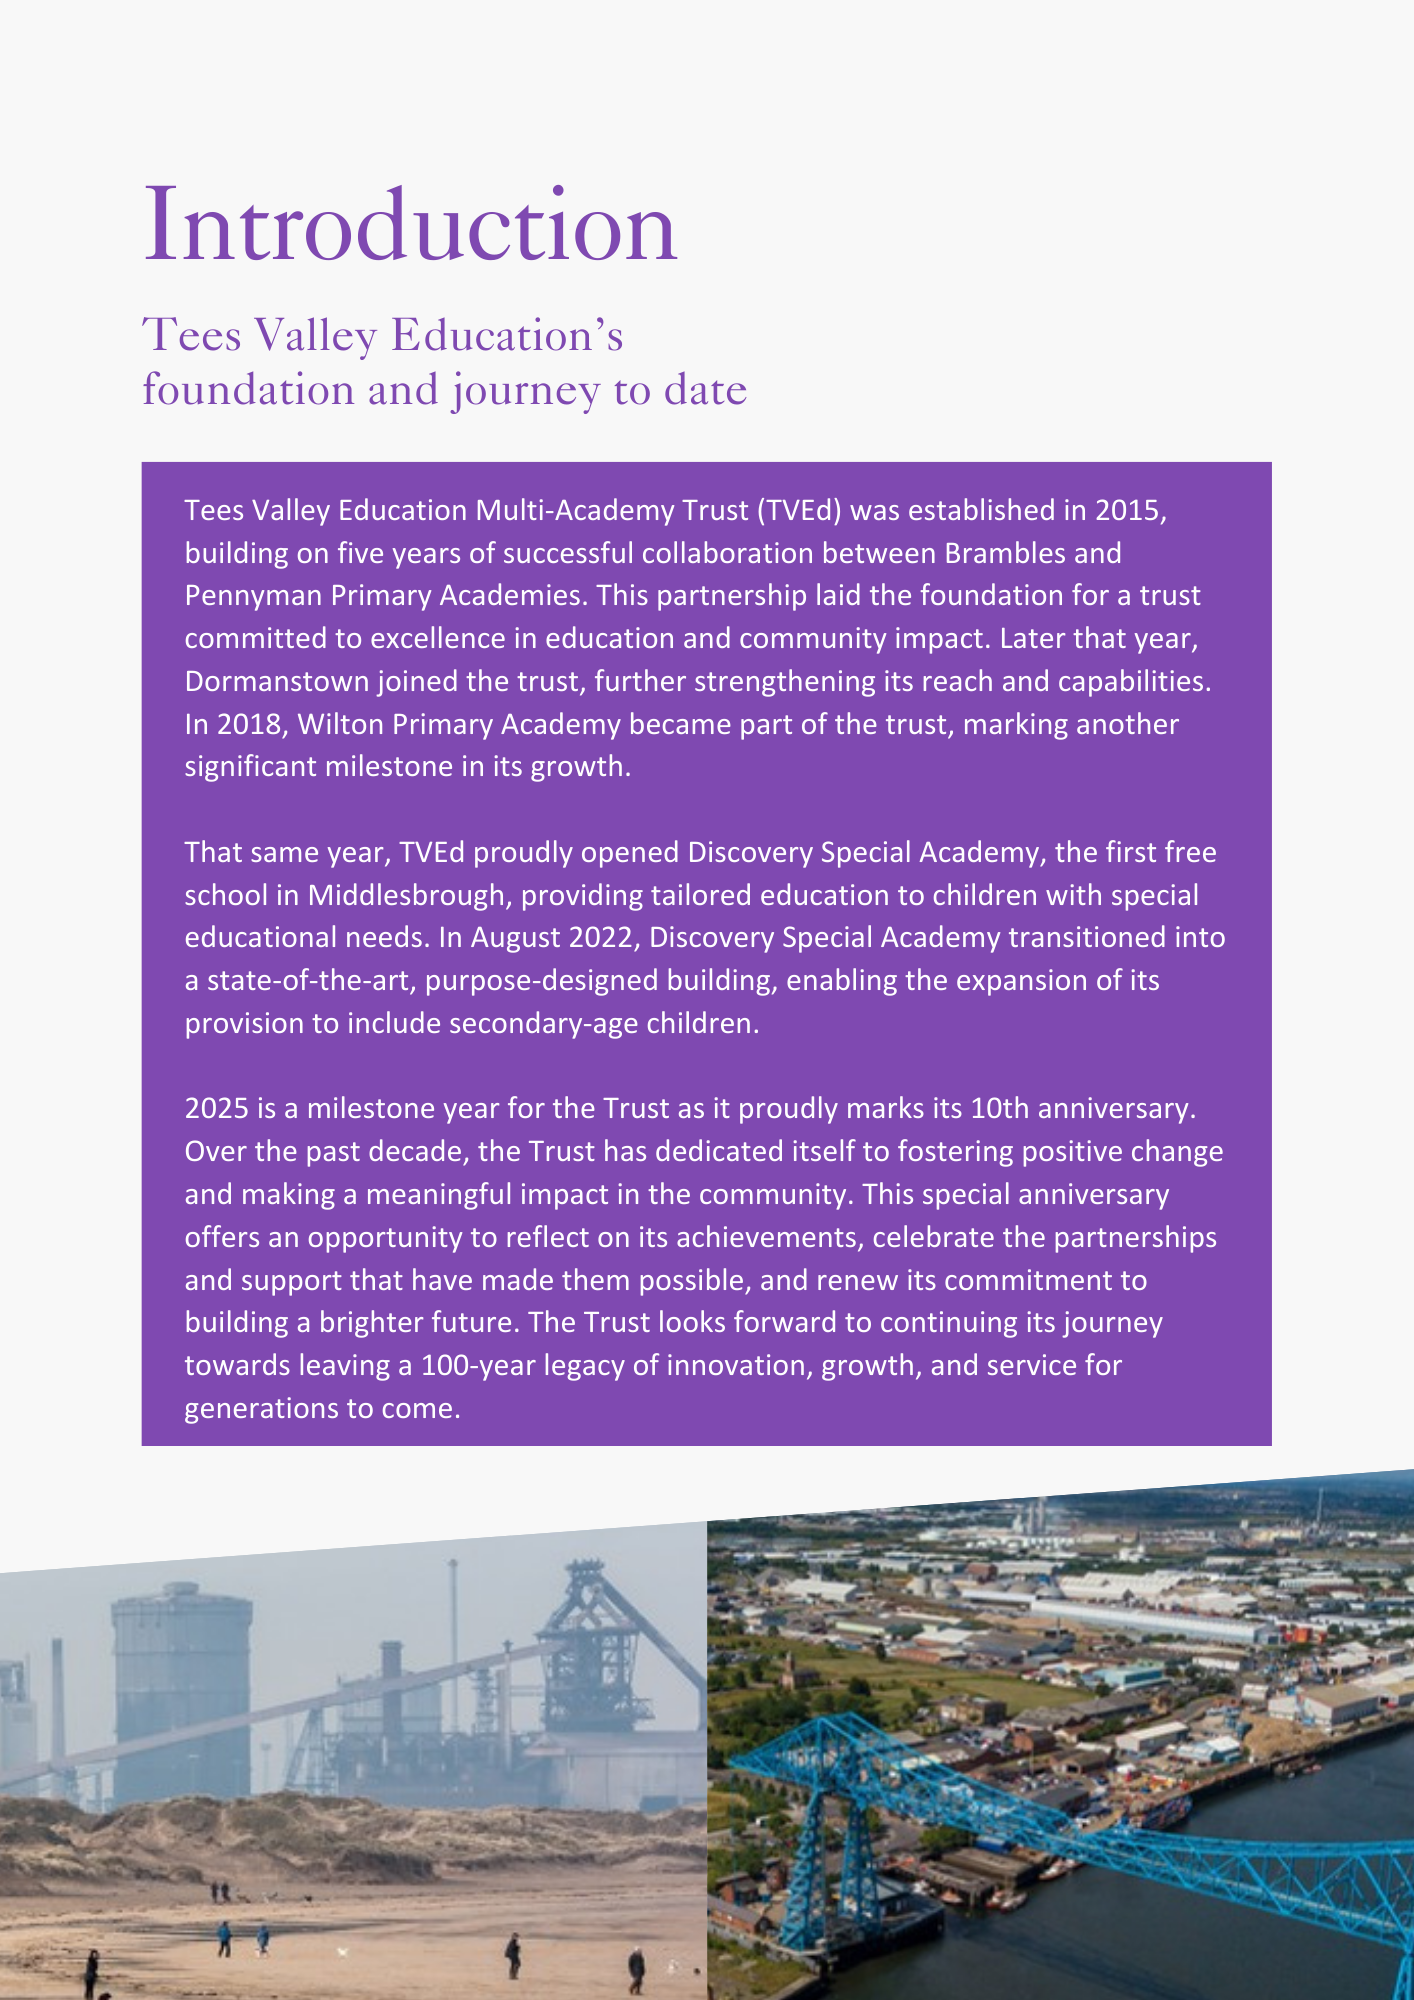 Introduction
Tees Valley Education’s
foundation and journey to date
Tees Valley Education Multi-Academy Trust (TVEd) was established in 2015,
building on five years of successful collaboration between Brambles and
Pennyman Primary Academies. This partnership laid the foundation for a trust
committed to excellence in education and community impact. Later that year,
Dormanstown joined the trust, further strengthening its reach and capabilities.
In 2018, Wilton Primary Academy became part of the trust, marking another
significant milestone in its growth.
That same year, TVEd proudly opened Discovery Special Academy, the first free
school in Middlesbrough, providing tailored education to children with special
educational needs. In August 2022, Discovery Special Academy transitioned into
a state-of-the-art, purpose-designed building, enabling the expansion of its
provision to include secondary-age children.
2025 is a milestone year for the Trust as it proudly marks its 10th anniversary.
Over the past decade, the Trust has dedicated itself to fostering positive change
and making a meaningful impact in the community. This special anniversary
offers an opportunity to reflect on its achievements, celebrate the partnerships
and support that have made them possible, and renew its commitment to
building a brighter future. The Trust looks forward to continuing its journey
towards leaving a 100-year legacy of innovation, growth, and service for
generations to come.